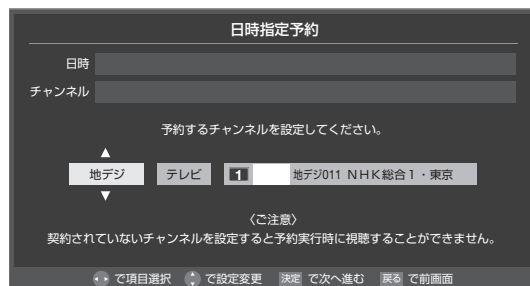 日時指定予約
日時
チャンネル
予約するチャンネルを設定してください。
地デジ テレビ 1 地デジ011 NHK総合1・東京
〈ご注意〉
契約されていないチャンネルを設定すると予約実行時に視聴することができません。
で項目選択 で設定変更 決定 で次へ進む 戻る で前画面